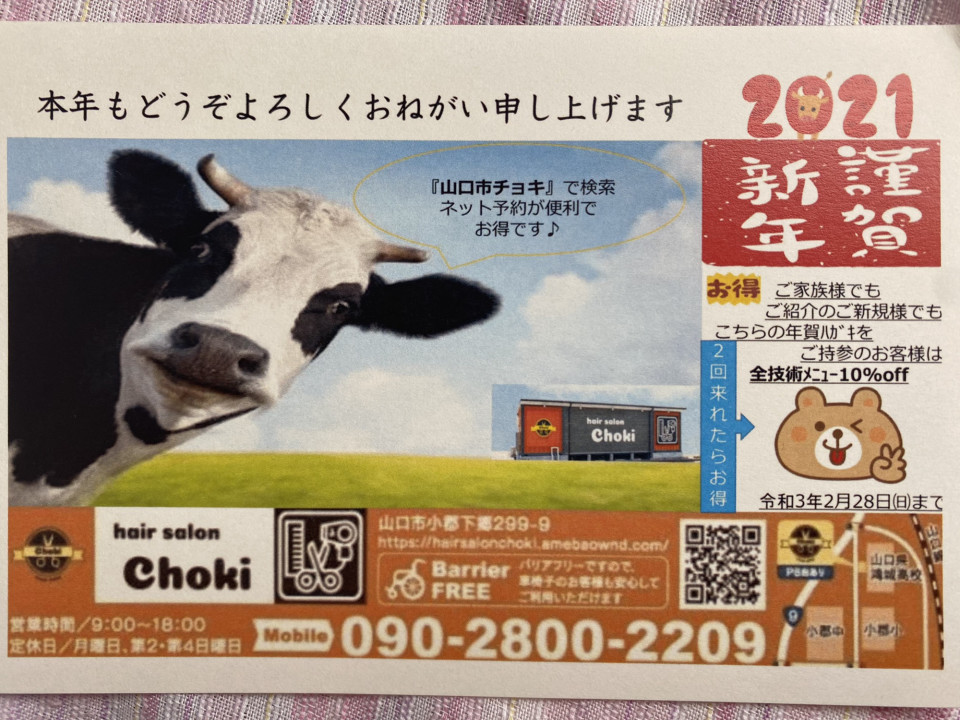 本年もどうぞよろしくおねがい申し上げます
2021
謹賀
新年
『山口市チョキ』で検索
ネット予約が便利で
お得です♪
お得
ご家族様でも
ご紹介のご新規様でも
こちらの年賀ﾊｶﾞｷを
ご持参のお客様は
全技術ﾒﾆｭｰ10%off
2回来れたらお得
令和3年2月28日㈰まで
hair salon
Choki
Choki
hair salon
Choki
山口市小郡下郷299-9
https://hairsalonchoki.amebaownd.com/
Barrier
FREE
バリアフリーですので、
車椅子のお客様も安心して
ご利用いただけます
営業時間／9:00～18:00
定休日／月曜日、第2・第4日曜日
Mobile 090-2800-2209
Choki
P8台あり
山口県
鴻城高校
山口線
9
小郡中
小郡小